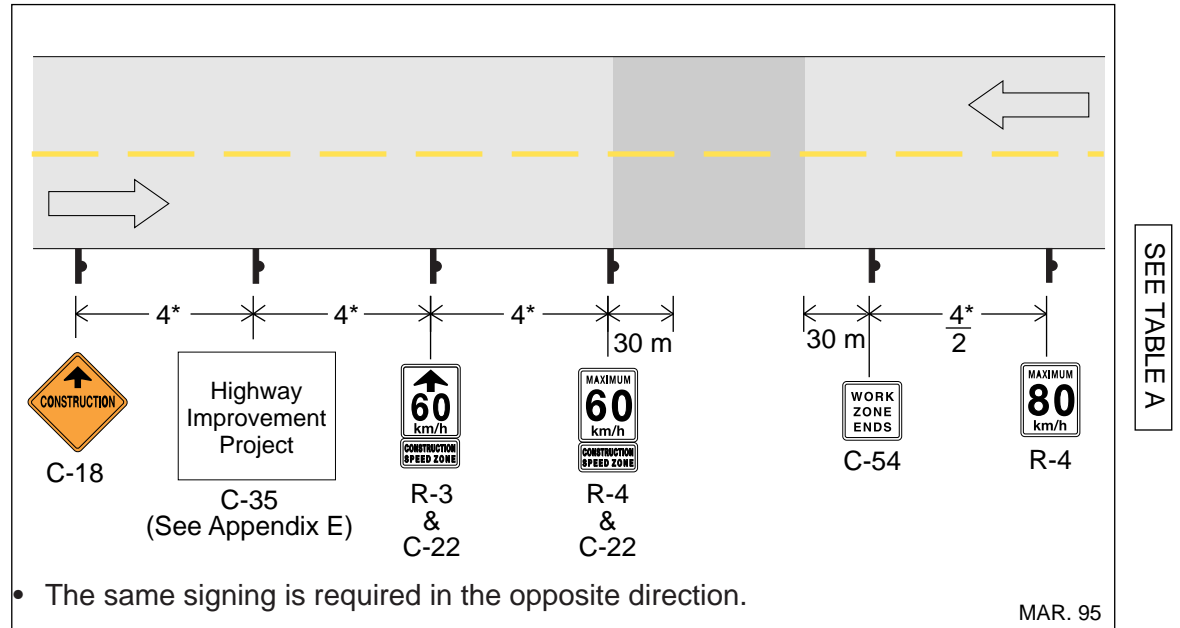 4*
4*
4*
30 m
30 m
4*
2
CONSTRUCTION
C-18
Highway
Improvement
Project
C-35
(See Appendix E)
60
km/h
CONSTRUCTION
SPEED ZONE
R-3
&
C-22
MAXIMUM
60
km/h
CONSTRUCTION
SPEED ZONE
R-4
&
C-22
WORK
ZONE
ENDS
C-54
MAXIMUM
80
km/h
R-4
• The same signing is required in the opposite direction.
MAR. 95
SEE TABLE A